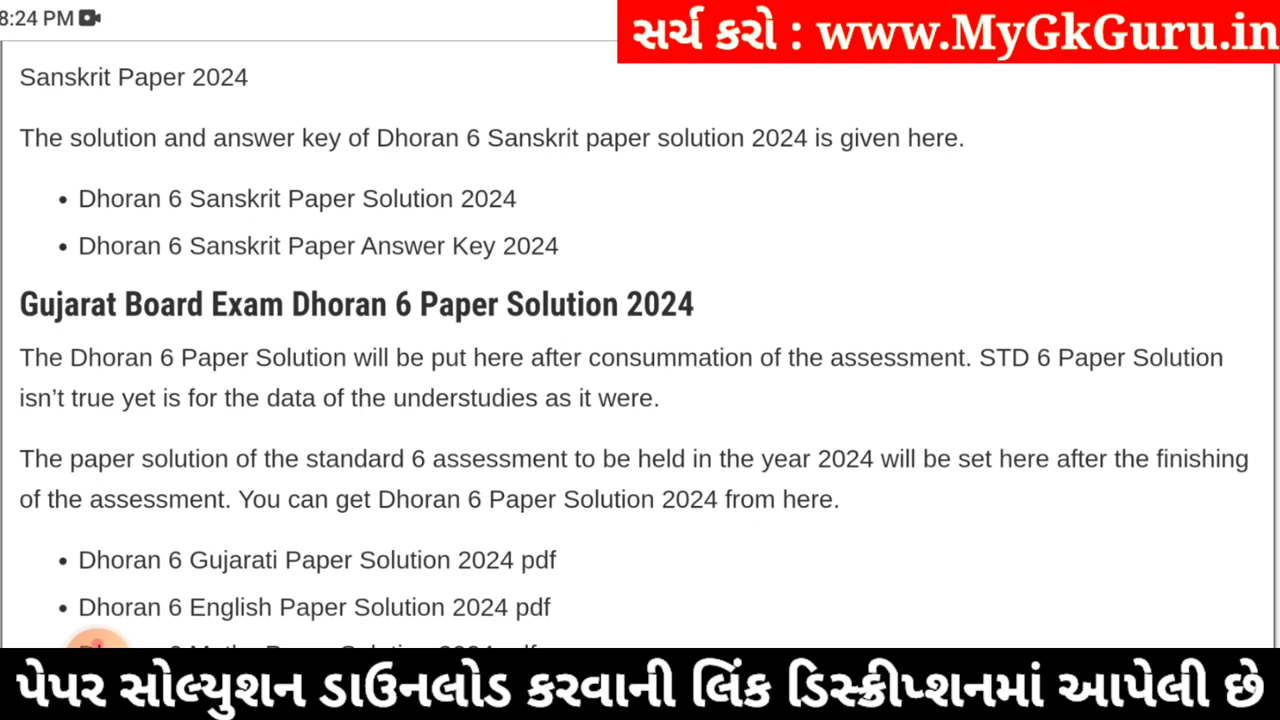 8:24 PM
સર્ચ કરો : www.MyGkGuru.in
Sanskrit Paper 2024
The solution and answer key of Dhoran 6 Sanskrit paper solution 2024 is given here.
• Dhoran 6 Sanskrit Paper Solution 2024
• Dhoran 6 Sanskrit Paper Answer Key 2024
Gujarat Board Exam Dhoran 6 Paper Solution 2024
The Dhoran 6 Paper Solution will be put here after consummation of the assessment. STD 6 Paper Solution
isn’t true yet is for the data of the understudies as it were.
The paper solution of the standard 6 assessment to be held in the year 2024 will be set here after the finishing
of the assessment. You can get Dhoran 6 Paper Solution 2024 from here.
• Dhoran 6 Gujarati Paper Solution 2024 pdf
• Dhoran 6 English Paper Solution 2024 pdf
પેપર સોલ્યુશન ડાઉનલોડ કરવાની લિંક ડિસ્ક્રીપ્શનમાં આપેલી છે